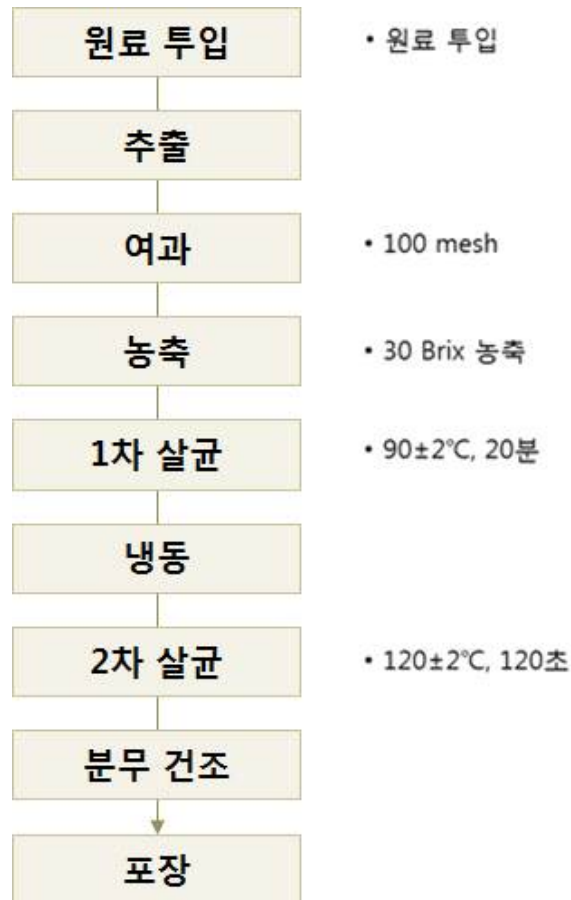 원료 투입
• 원료 투입
추출
여과
• 100 mesh
농축
• 30 Brix 농축
1차 살균
• 90±2℃, 20분
냉동
2차 살균
• 120±2℃, 120초
분무 건조
포장